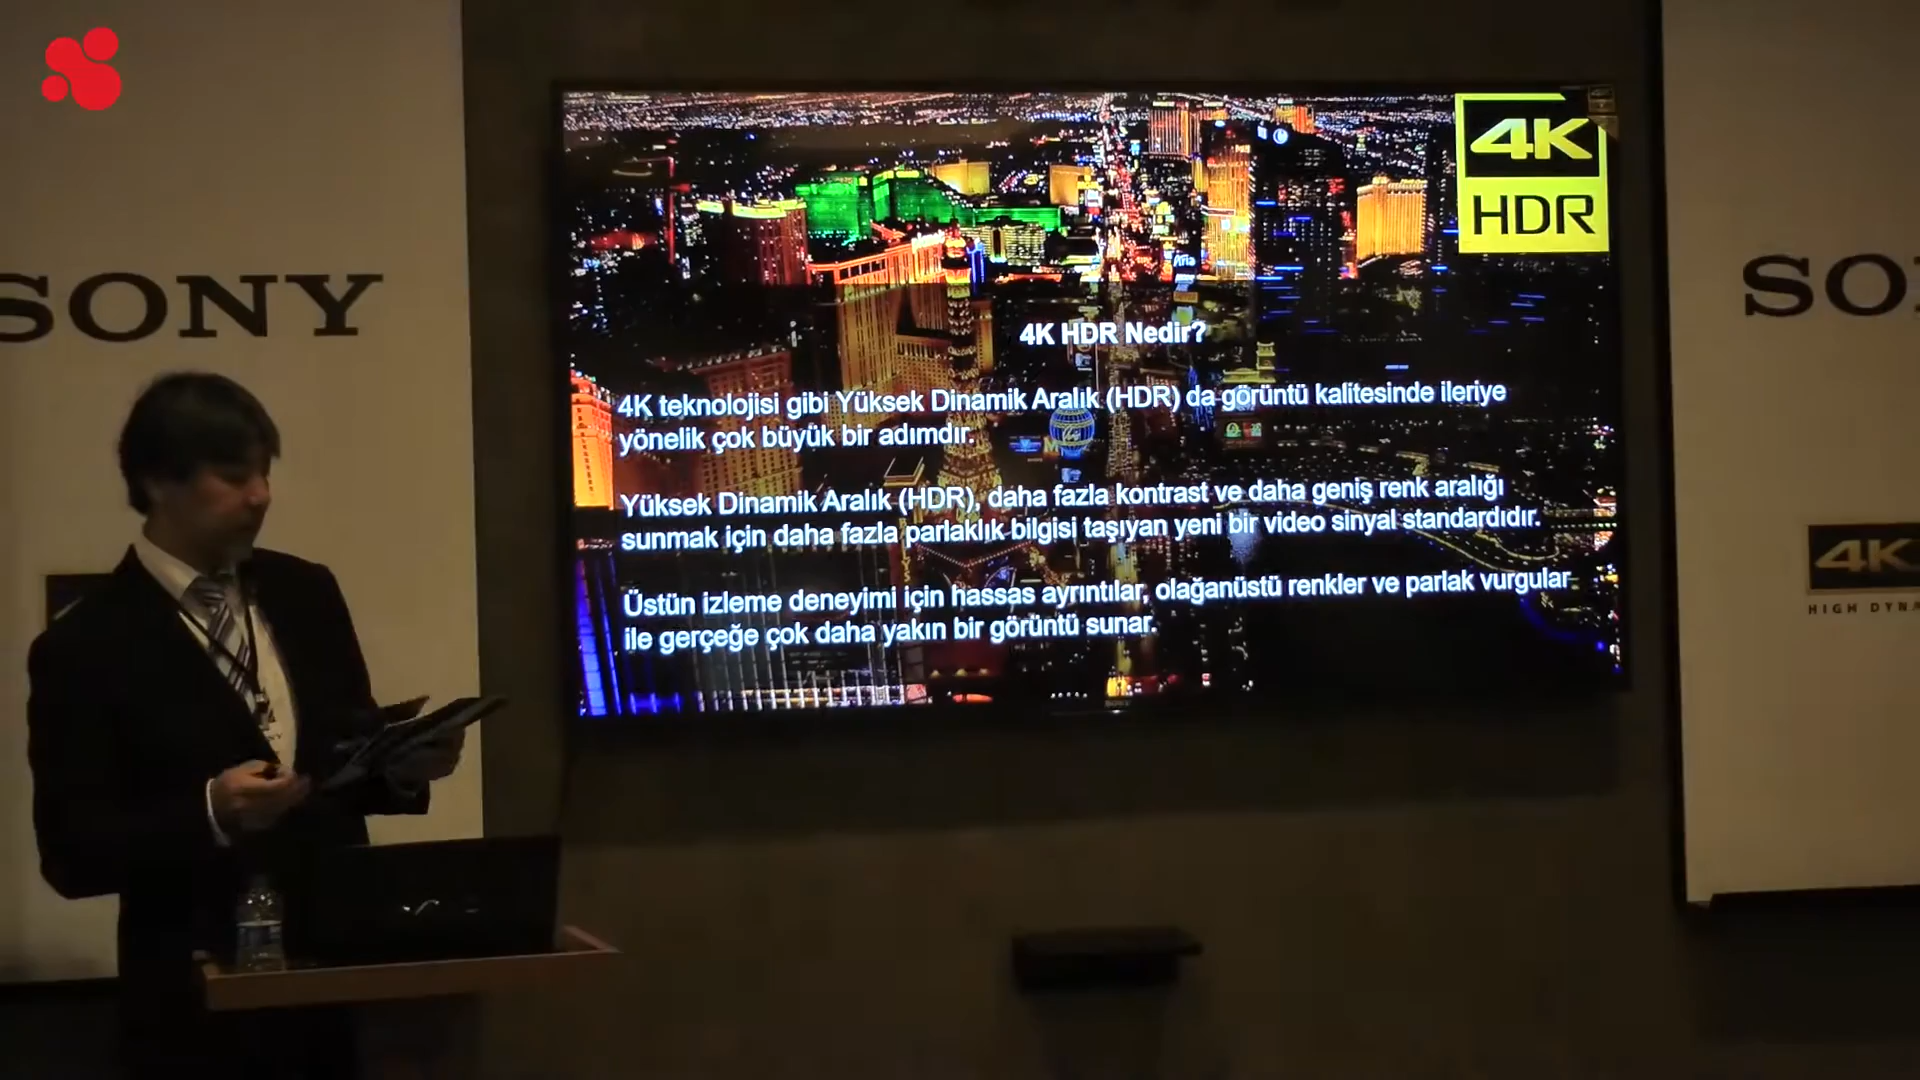 SONY
4K
HDR
Aria
4K HDR Nedir?
4K teknolojisi gibi Yüksek Dinamik Aralık (HDR) da görüntü kalitesinde ileriye
yönelik çok büyük bir adımdır.
Yüksek Dinamik Aralık (HDR), daha fazla kontrast ve daha geniş renk aralığı
sunmak için daha fazla parlaklık bilgisi taşıyan yeni bir video sinyal standardıdır.
Üstün izleme deneyimi için hassas ayrıntılar, olağanüstü renkler ve parlak vurgular
ile gerçeğe çok daha yakın bir görüntü sunar.
SONY
SO
4K
HIGH DYNA